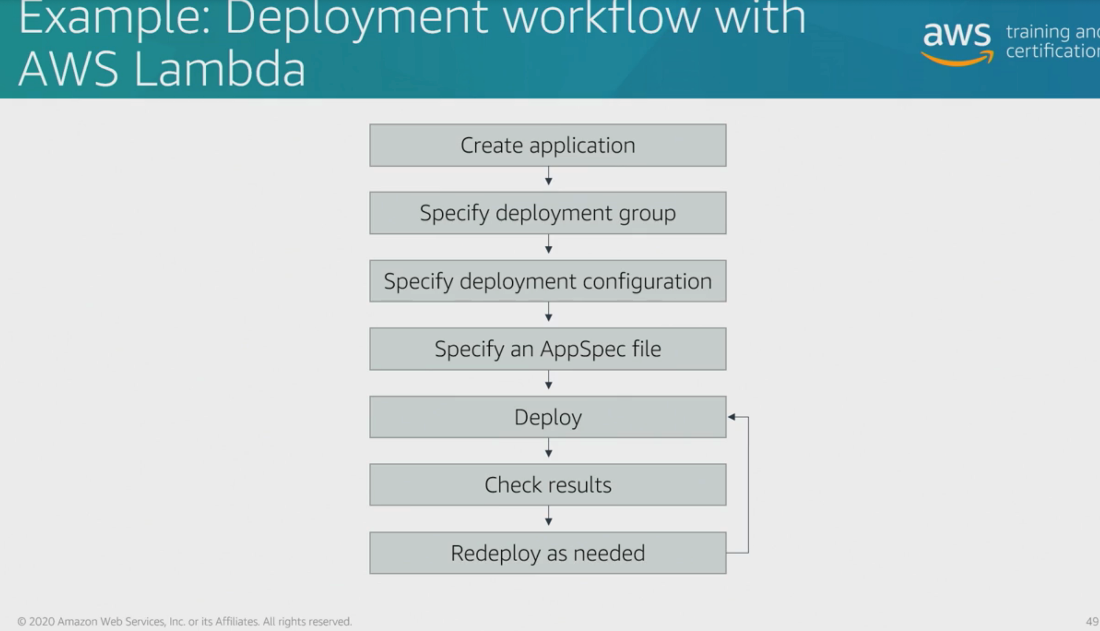 Example: Deployment workflow with
AWS Lambda
aws training and
certification
Create application
Specify deployment group
Specify deployment configuration
Specify an AppSpec file
Deploy
Check results
Redeploy as needed
© 2020 Amazon Web Services, Inc. or its Affiliates. All rights reserved.
49